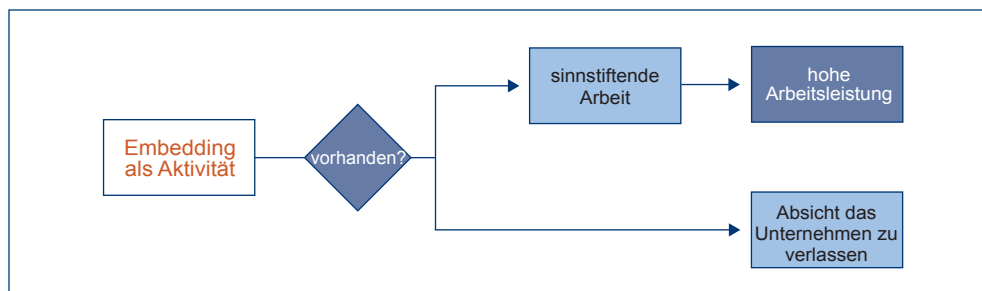 Embedding
als Aktivität
vorhanden?
sinnstiftende
Arbeit
hohe
Arbeitsleistung
Absicht das
Unternehmen zu
verlassen